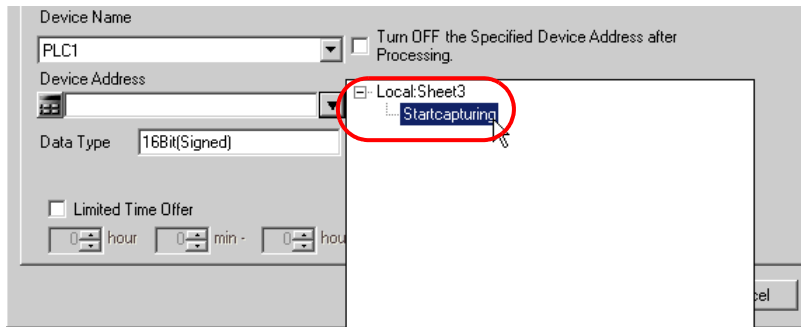 Device Name
PLC1
Turn OFF the Specified Device Address after
Processing.
Device Address
Local:Sheet3
Startcapturing
Data Type 16Bit(Signed)
Limited Time Offer
0 hour 0 min - 0 hou
cel